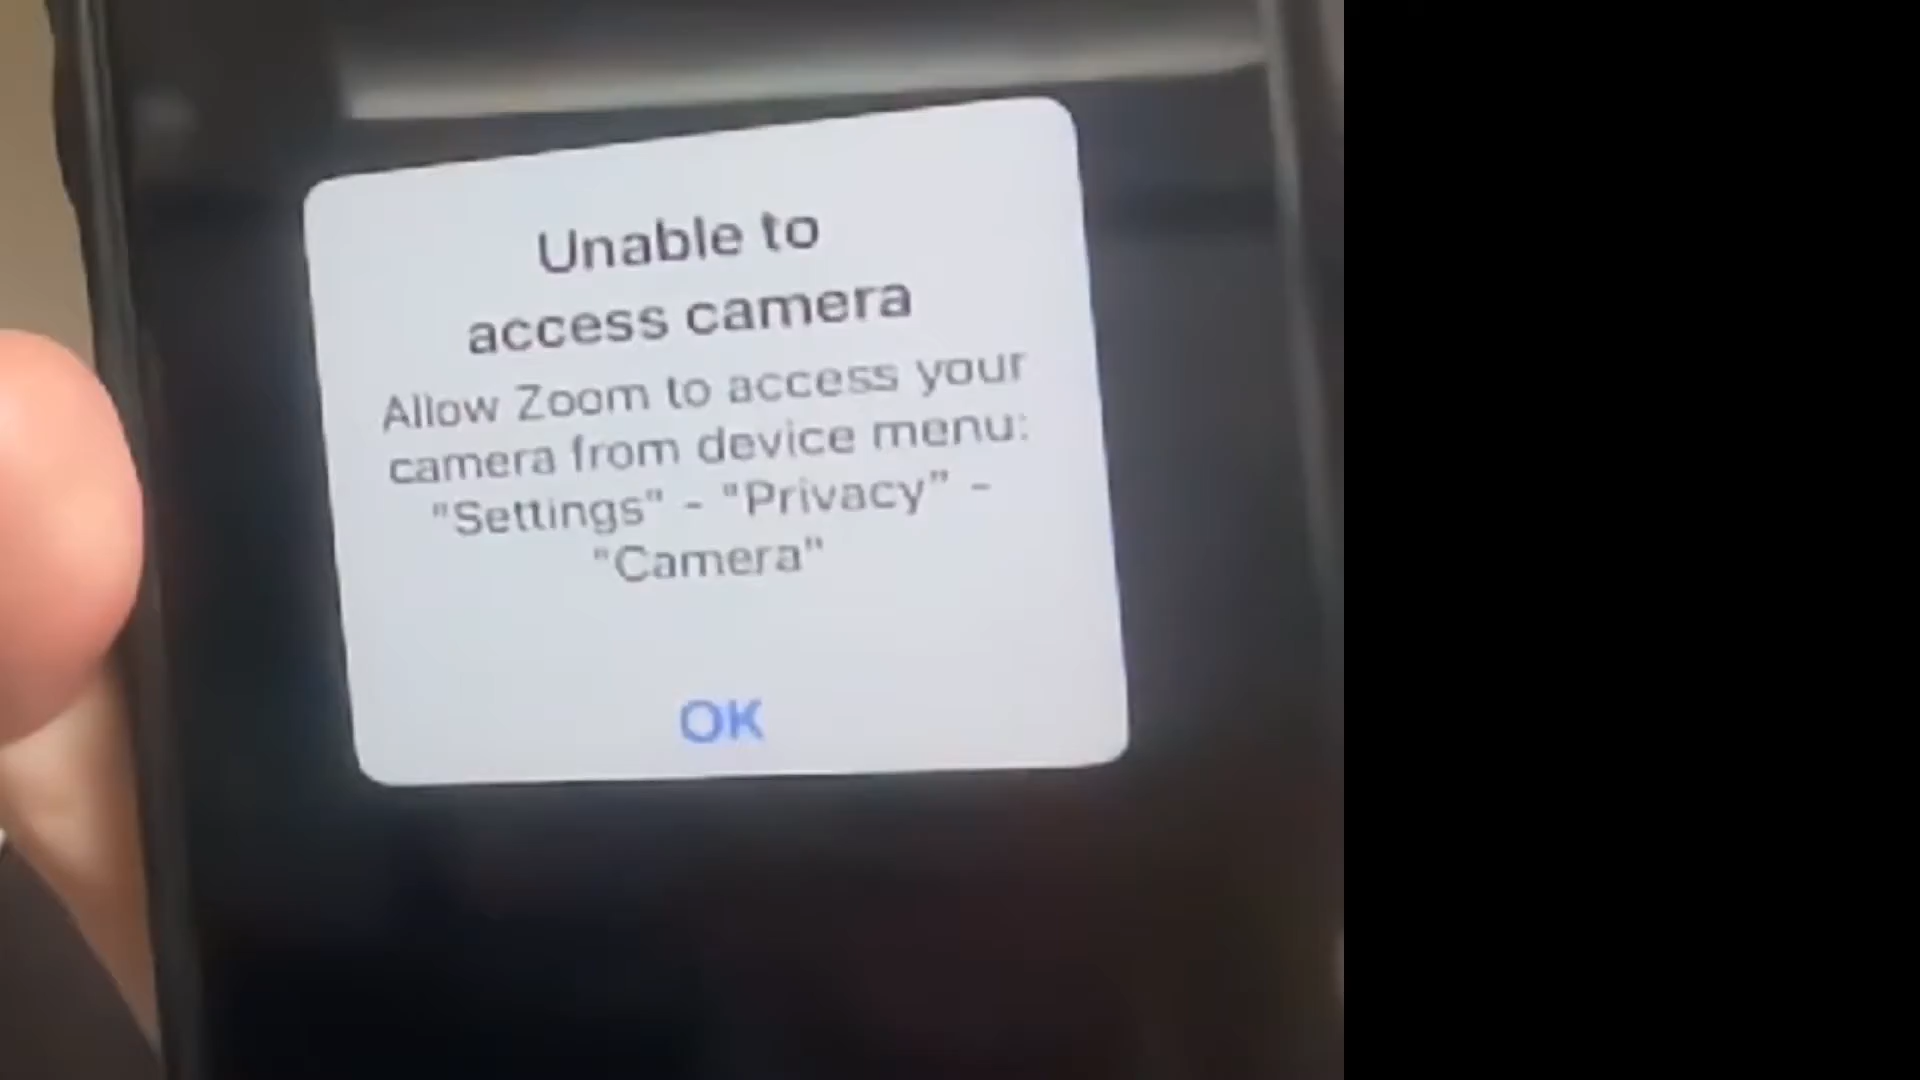 Unable to
access camera
Allow Zoom to access your
camera from device menu:
"Settings" - "Privacy" -
"Camera"
OK